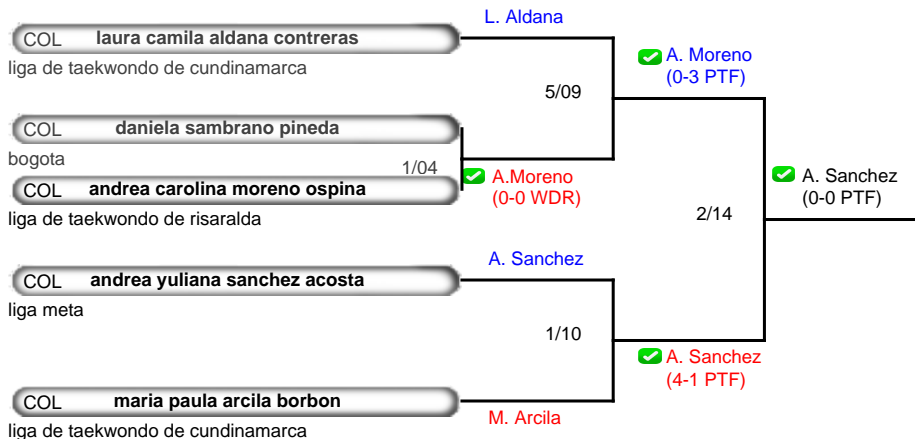 L. Aldana
COL laura camila aldana contreras
liga de taekwondo de cundinamarca
A. Moreno
(0-3 PTF)
5/09
COL daniela sambrano pineda
bogota
1/04
A.Moreno
(0-0 WDR)
COL andrea carolina moreno ospina
liga de taekwondo de risaralda
A. Sanchez
(0-0 PTF)
2/14
A. Sanchez
COL andrea yuliana sanchez acosta
liga meta
1/10
A. Sanchez
(4-1 PTF)
COL maria paula arcila borbon
M. Arcila
liga de taekwondo de cundinamarca